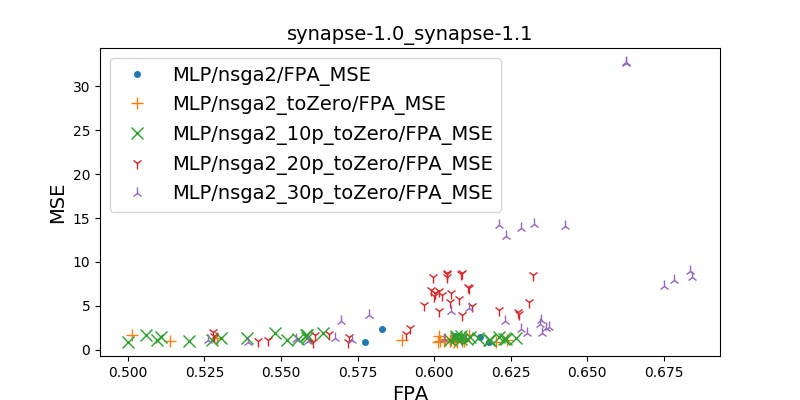 synapse-1.0_synapse-1.1
MLP/nsga2/FPA_MSE
MLP/nsga2_toZero/FPA_MSE
MLP/nsga2_10p_toZero/FPA_MSE
MLP/nsga2_20p_toZero/FPA_MSE
MLP/nsga2_30p_toZero/FPA_MSE
MSE
30
25
20
15
10
5
0
0.500 0.525 0.550 0.575 0.600 0.625 0.650 0.675
FPA